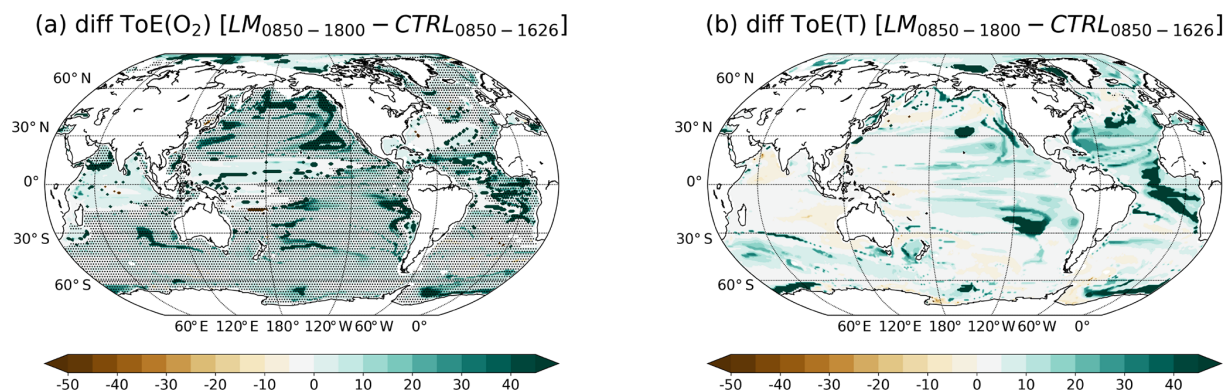 (a) diff ToE(O₂) [LM₀₈₅₀₋₁₈₀₀ − CTRL₀₈₅₀₋₁₆₂₆]
60° N
30° N
0°
30° S
60° S
60°E 120°E 180° 120°W 60°W 0°
-50 -40 -30 -20 -10 0 10 20 30 40
(b) diff ToE(T) [LM₀₈₅₀₋₁₈₀₀ − CTRL₀₈₅₀₋₁₆₂₆]
60° N
30° N
0°
30° S
60° S
60°E 120°E 180° 120°W 60°W 0°
-50 -40 -30 -20 -10 0 10 20 30 40